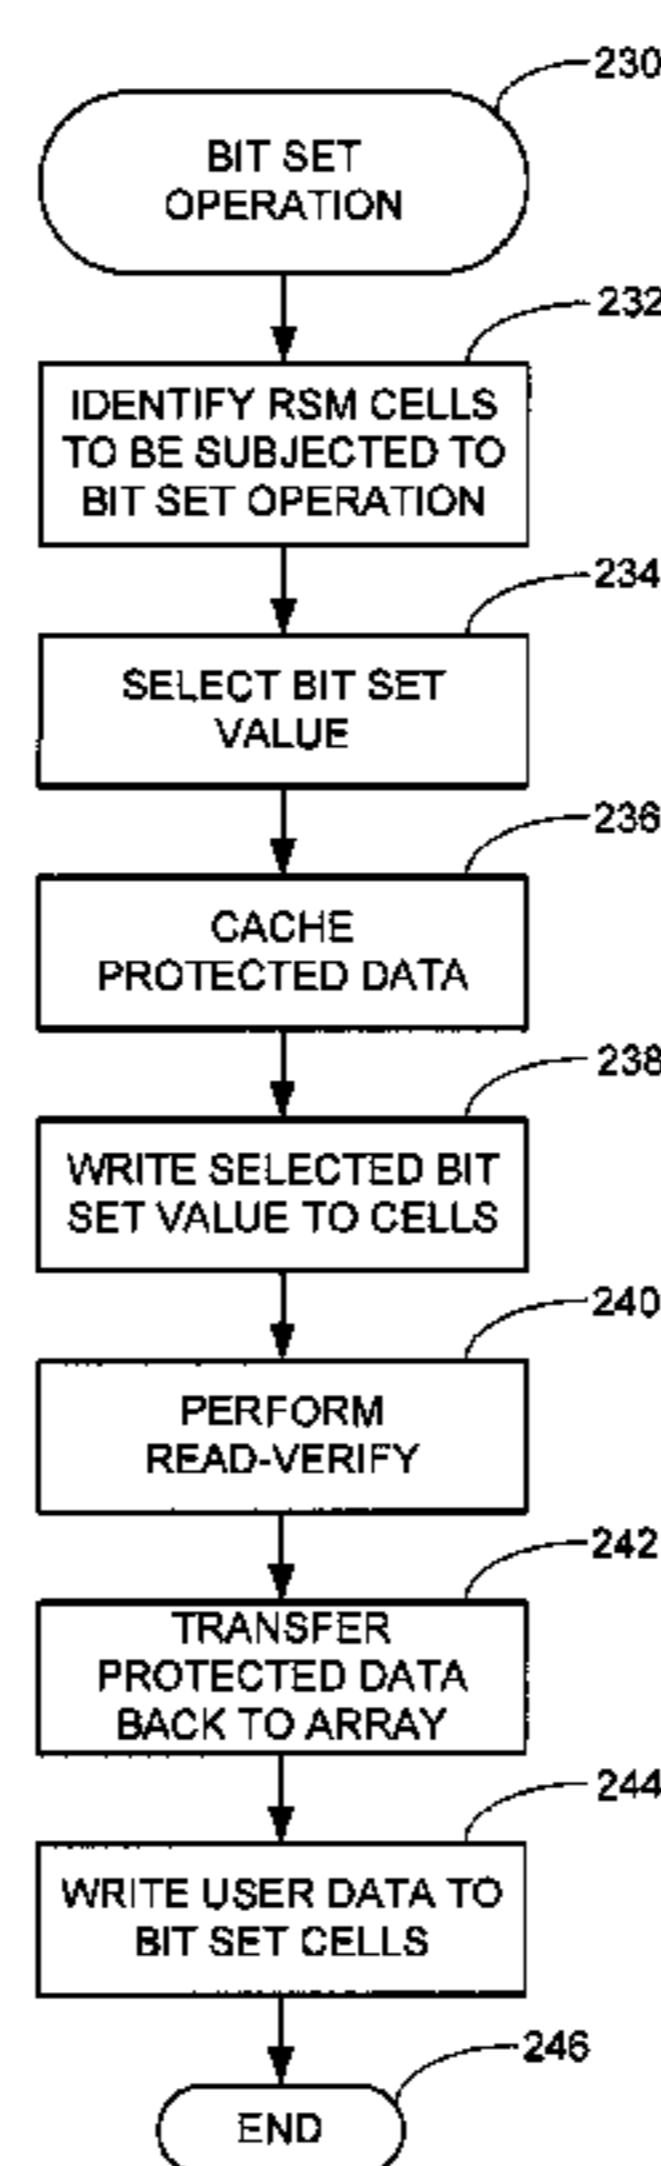 230
BIT SET
OPERATION
232
IDENTIFY RSM CELLS
TO BE SUBJECTED TO
BIT SET OPERATION
234
SELECT BIT SET
VALUE
236
CACHE
PROTECTED DATA
238
WRITE SELECTED BIT
SET VALUE TO CELLS
240
PERFORM
READ-VERIFY
242
TRANSFER
PROTECTED DATA
BACK TO ARRAY
244
WRITE USER DATA TO
BIT SET CELLS
246
END